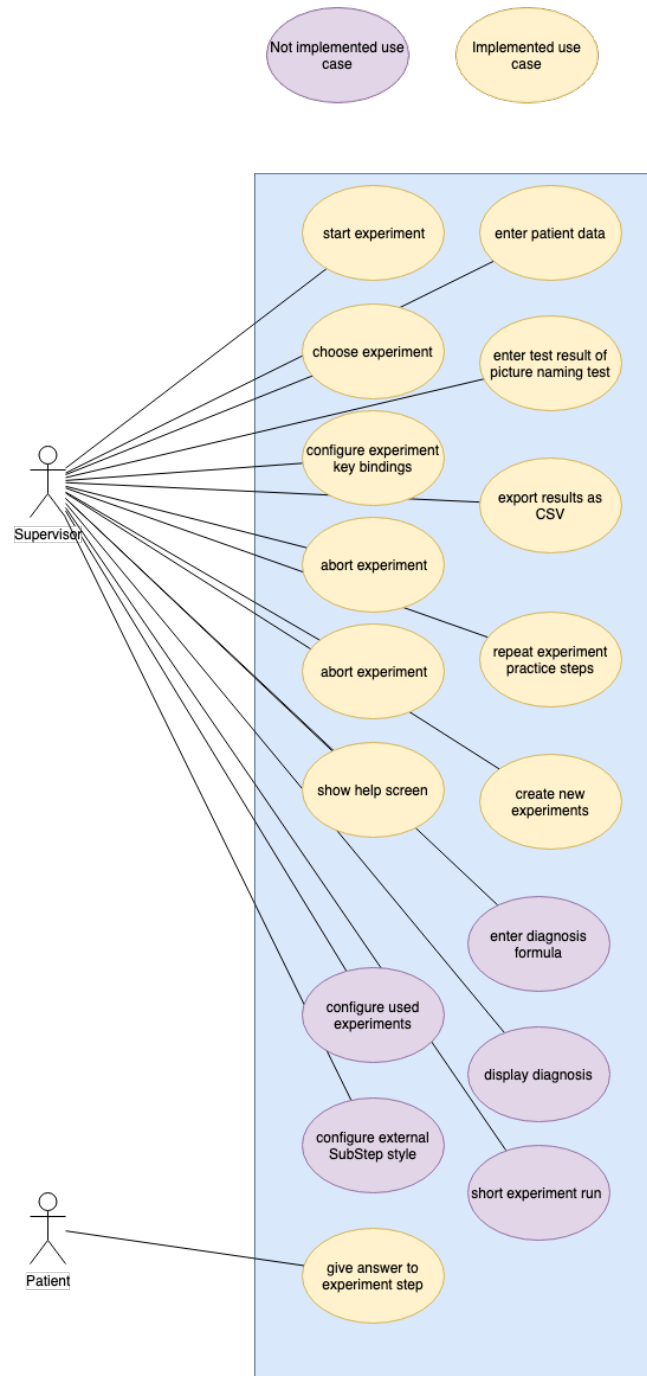 Not implemented use
case
Implemented use
case
start experiment
enter patient data
choose experiment
enter test result of
picture naming test
configure experiment
key bindings
export results as
CSV
Supervisor
abort experiment
repeat experiment
practice steps
abort experiment
show help screen
create new
experiments
enter diagnosis
formula
configure used
experiments
display diagnosis
configure external
SubStep style
short experiment run
Patient
give answer to
experiment step